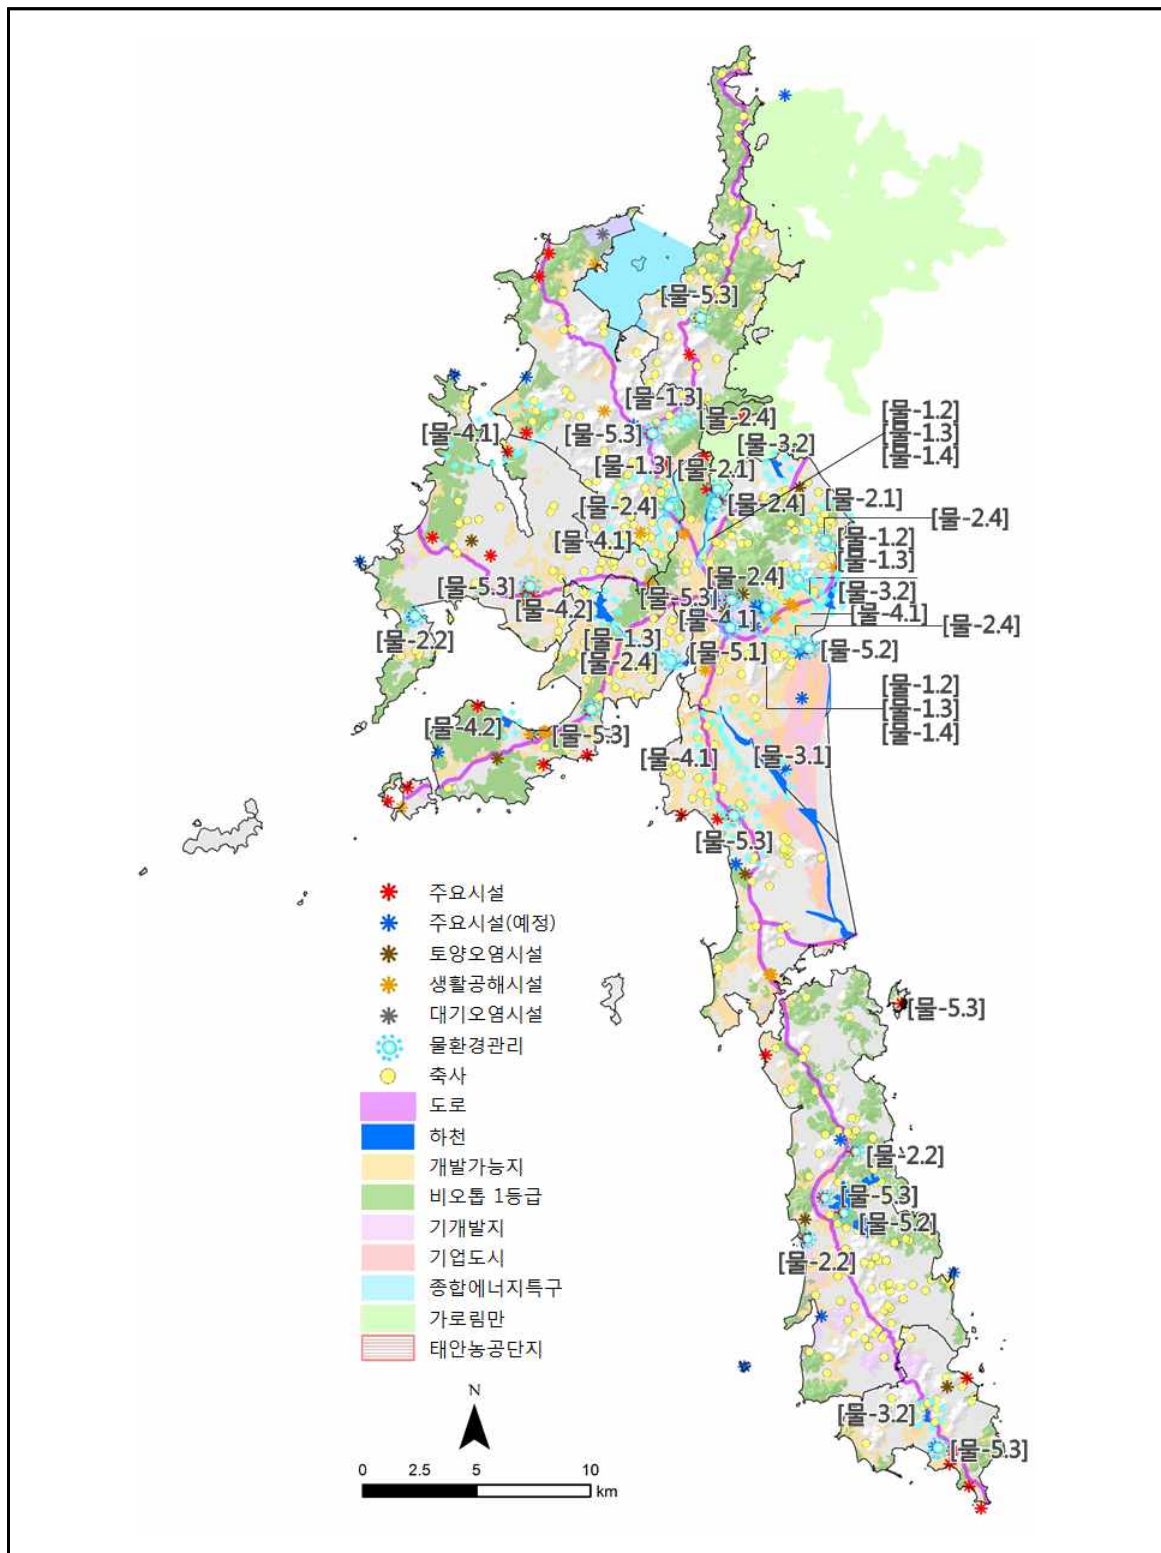 [물-5.3]
[물-1.3]
[물-2.4]
[물-1.2]
[물-1.3]
[물-1.4]
[물-4.1]
[물-5.3]
[물-3.2]
[물-1.3]
[물-2.1]
[물-2.4]
[물-2.4]
[물-2.1]
[물-2.4]
[물-4.1]
[물-1.2]
[물-1.3]
[물-5.3]
[물-2.4]
[물-5.3]
[물-3.2]
[물-4.2]
[물-4.1]
[물-4.1]
[물-2.2]
[물-1.3]
[물-2.4]
[물-2.4]
[물-5.1]
[물-5.2]
[물-1.2]
[물-1.3]
[물-1.4]
[물-4.2]
[물-5.3]
[물-4.1]
[물-3.1]
[물-5.3]
주요시설
주요시설(예정)
토양오염시설
생활공해시설
대기오염시설
물환경관리
축사
도로
하천
개발가능지
비오톱 1등급
기개발지
기업도시
종합에너지특구
가로림만
태안농공단지
[물-5.3]
[물-2.2]
[물-5.3]
[물-5.2]
[물-2.2]
[물-3.2]
[물-5.3]
N
0 2.5 5 10
km